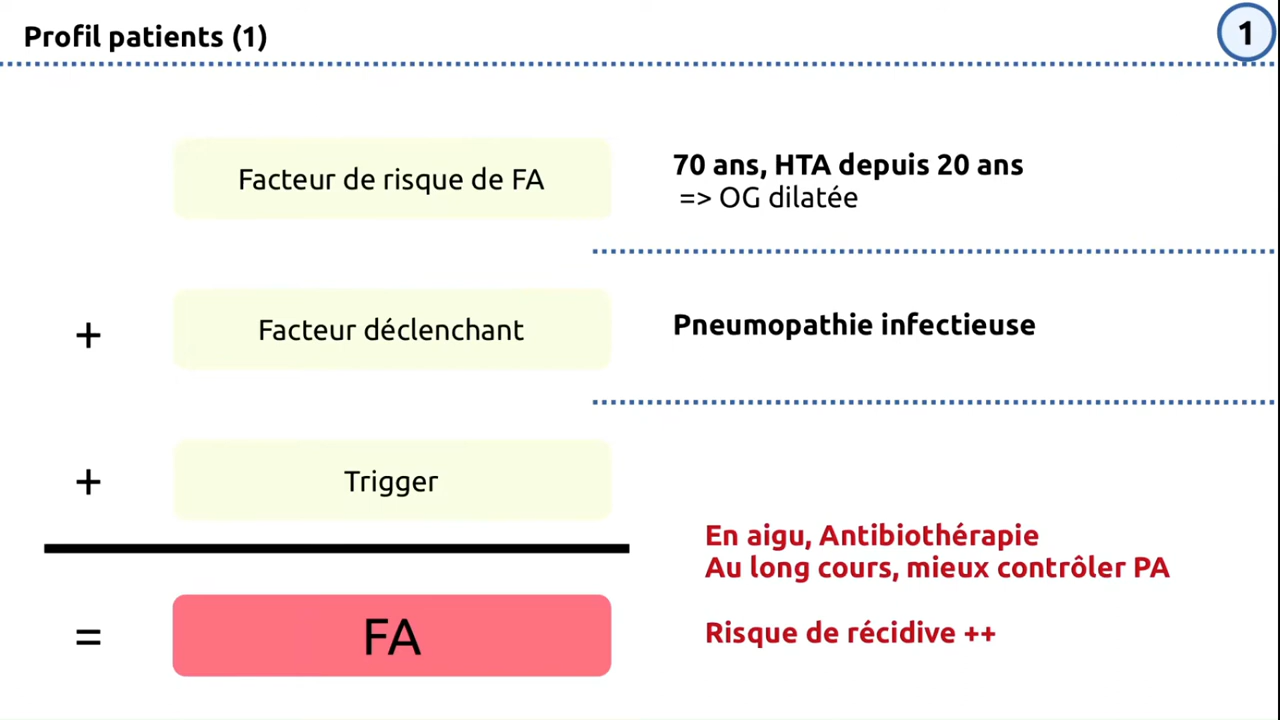 Profil patients (1)
1
Facteur de risque de FA
70 ans, HTA depuis 20 ans
=> OG dilatée
+
Facteur déclenchant
Pneumopathie infectieuse
+
Trigger
En aigu, Antibiothérapie
Au long cours, mieux contrôler PA
=
FA
Risque de récidive ++